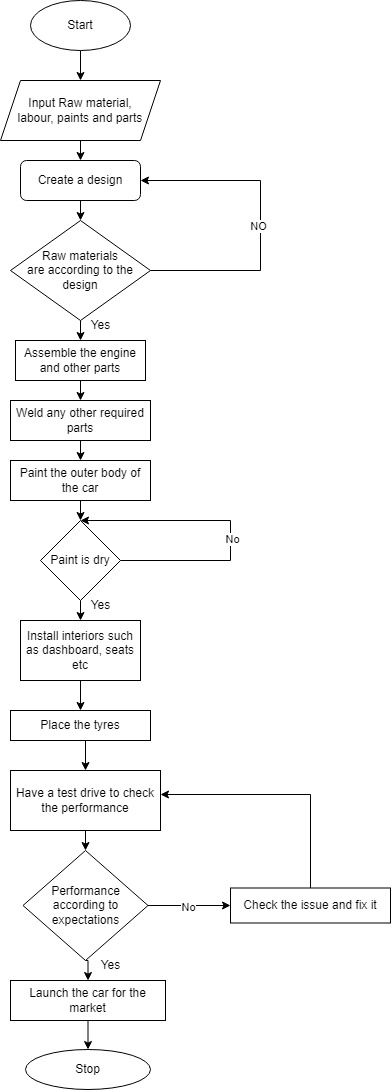 Start
Input Raw material,
labour, paints and parts
Create a design
NO
Raw materials
are according to the
design
Yes
Assemble the engine
and other parts
Weld any other required
parts
Paint the outer body of
the car
No
Paint is dry
Yes
Install interiors such
as dashboard, seats
etc
Place the tyres
Have a test drive to check
the performance
Performance
according to
expectations
No
Check the issue and fix it
Yes
Launch the car for the
market
Stop